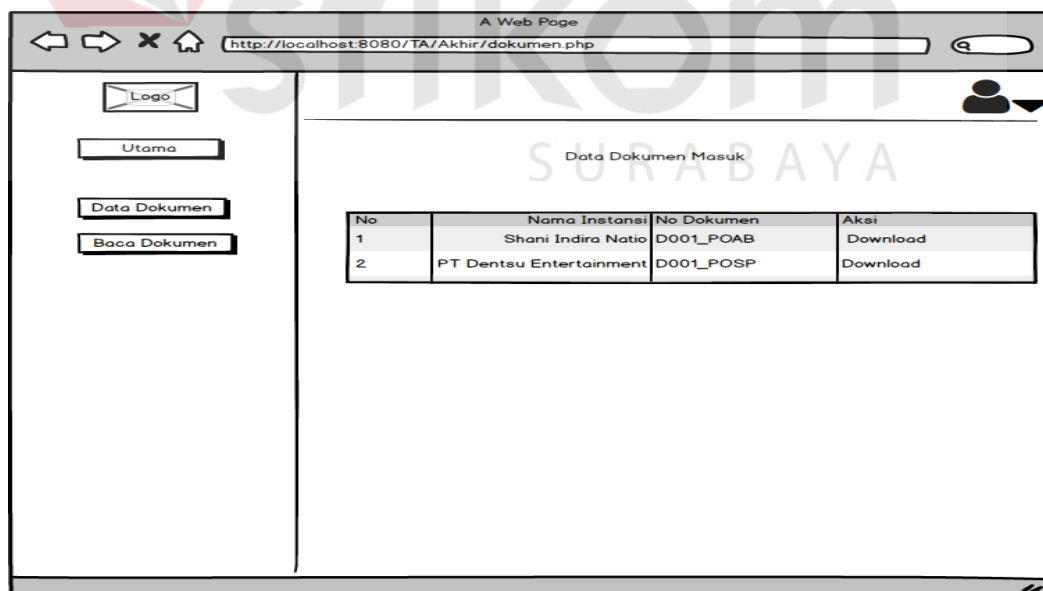 stikom
SURABAYA
A Web Page
http://localhost:8080/TA/Akhir/dokumen.php
Logo
Utama
Data Dokumen
Baca Dokumen
Data Dokumen Masuk
No Nama Instansi No Dokumen Aksi
1 Shani Indira Natio D001_POAB Download
2 PT Dentsu Entertainment D001_POSP Download